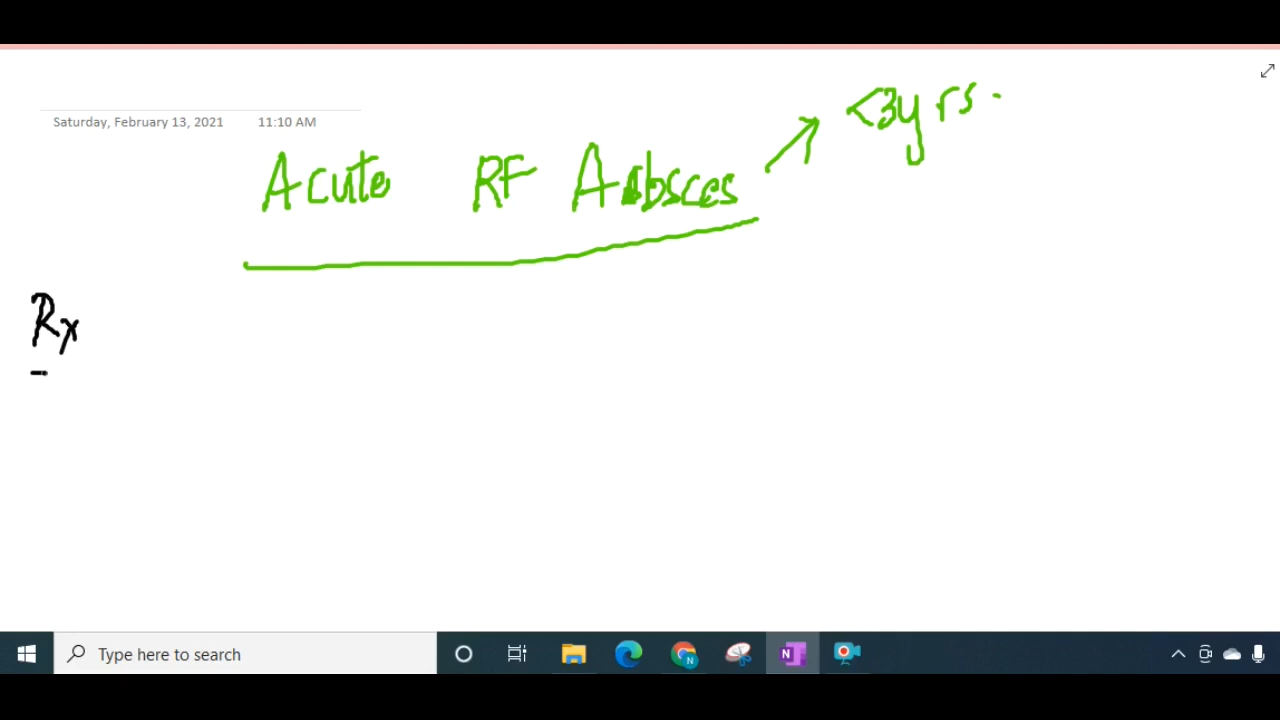 <3yrs.
Saturday, February 13, 2021 11:10 AM
Acute RF Abscess
Rx
Type here to search